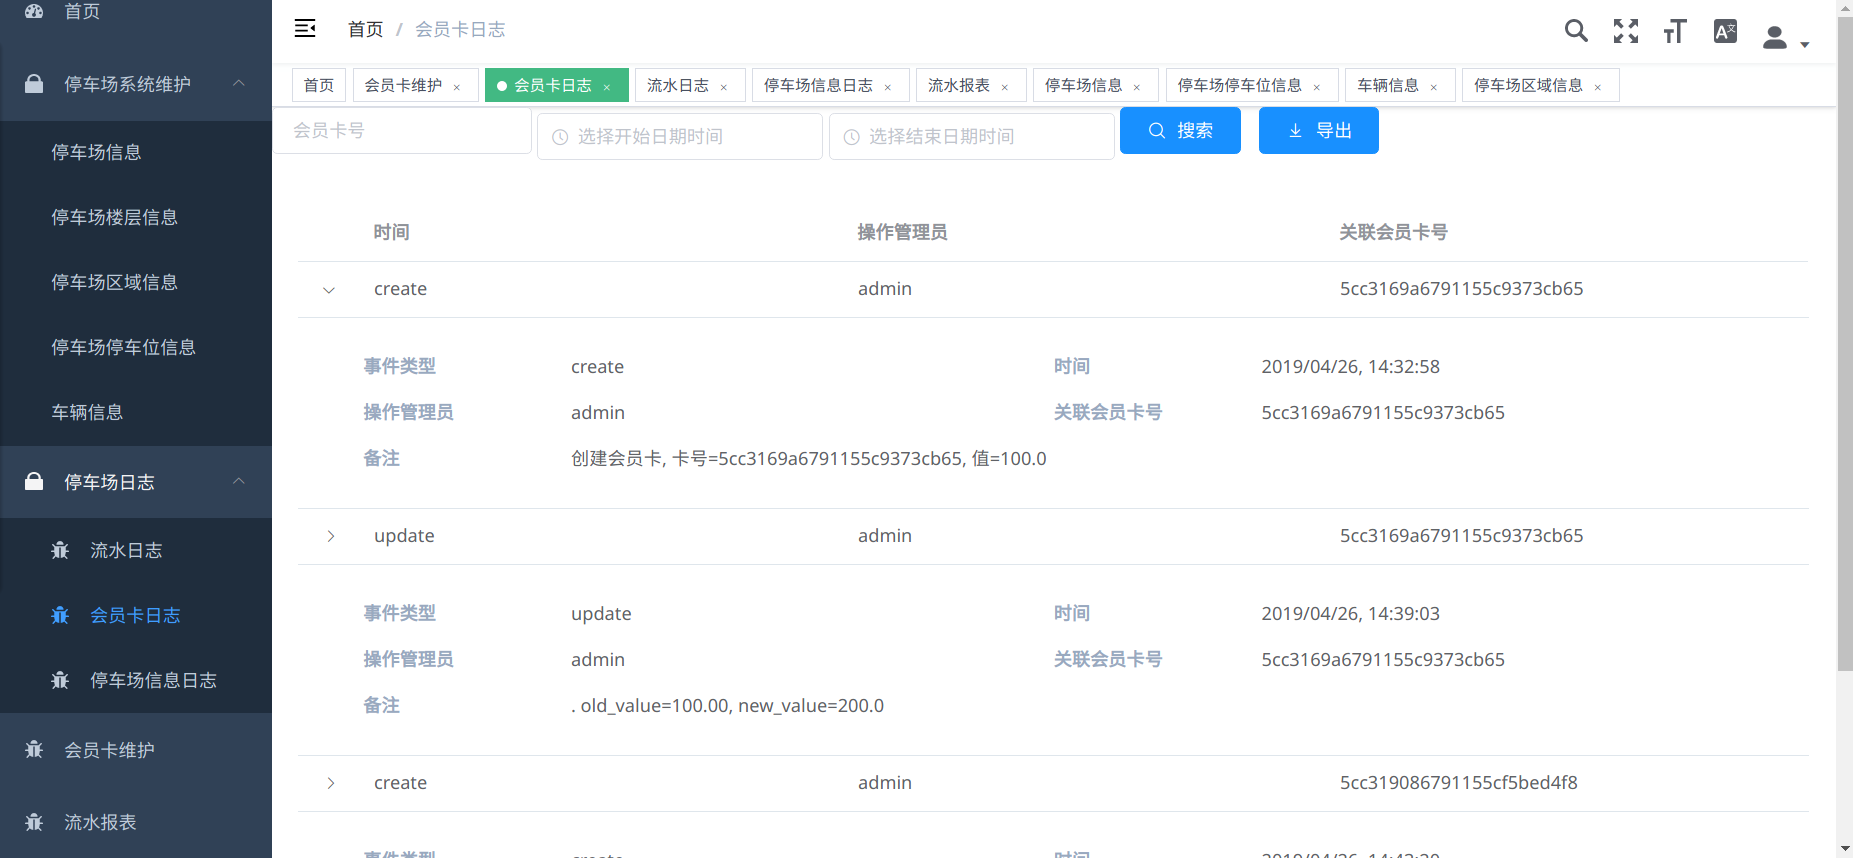 首页
停车场系统维护
停车场信息
停车场楼层信息
停车场区域信息
停车场停车位信息
车辆信息
停车场日志
流水日志
会员卡日志
停车场信息日志
会员卡维护
流水报表
首页 / 会员卡日志
首页 会员卡维护 × 会员卡日志 × 流水日志 × 停车场信息日志 × 流水报表 × 停车场信息 × 停车场停车位信息 × 车辆信息 × 停车场区域信息 ×
会员卡号 选择开始日期时间 选择结束日期时间 搜索 导出
时间 操作管理员 关联会员卡号
create admin 5cc3169a6791155c9373cb65
事件类型 create 时间 2019/04/26, 14:32:58
操作管理员 admin 关联会员卡号 5cc3169a6791155c9373cb65
备注 创建会员卡, 卡号=5cc3169a6791155c9373cb65, 值=100.0
update admin 5cc3169a6791155c9373cb65
事件类型 update 时间 2019/04/26, 14:39:03
操作管理员 admin 关联会员卡号 5cc3169a6791155c9373cb65
备注 . old_value=100.00, new_value=200.0
create admin 5cc319086791155cf5bed4f8
事件类型 create 时间